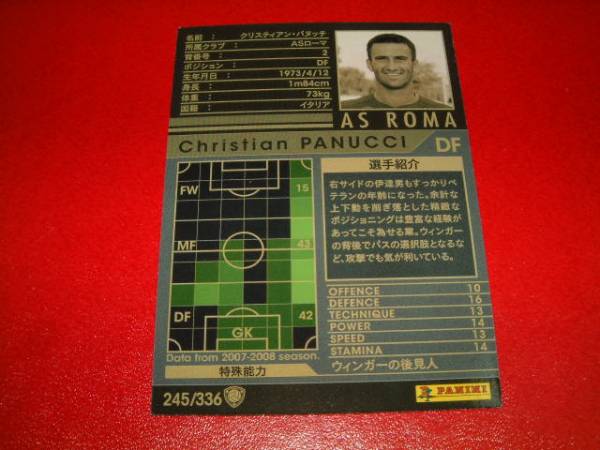 名前 : クリスティアン・パヌッチ
所属クラブ : ASローマ
背番号 : 2
ポジション : DF
生年月日 : 1973/4/12
身長 : 1m84cm
体重 : 73kg
国籍 : イタリア
AS ROMA
Christian PANUCCI DF
FW 15
MF 43
DF 42
GK
Data from 2007-2008 season.
特殊能力
選手紹介
右サイドの伊達男もすっかりベ
テランの年齢になった。余計な
上下動を削ぎ落とした精緻な
ポジショニングは豊富な経験が
あってこそ為せる業。ウィンガー
の背後でパスの選択肢となるな
ど、攻撃でも気が利いている。
OFFENCE 10
DEFENCE 16
TECHNIQUE 13
POWER 14
SPEED 13
STAMINA 14
ウィンガーの後見人
245/336
PANINI